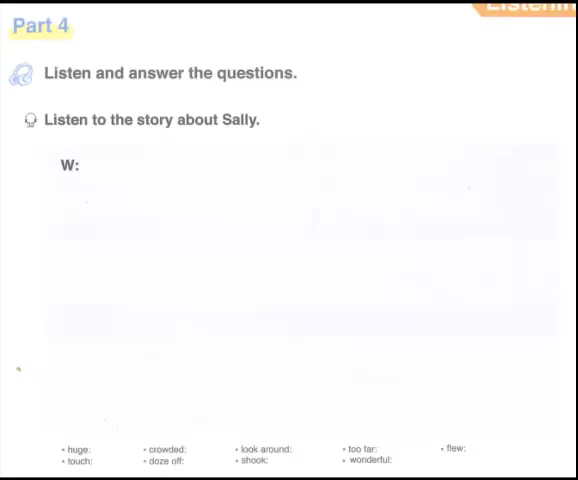 Listenin
Part 4
Listen and answer the questions.
Listen to the story about Sally.
W:
• huge: • crowded: • look around: • too far: • flew:
• touch: • doze off: • shook: • wonderful: